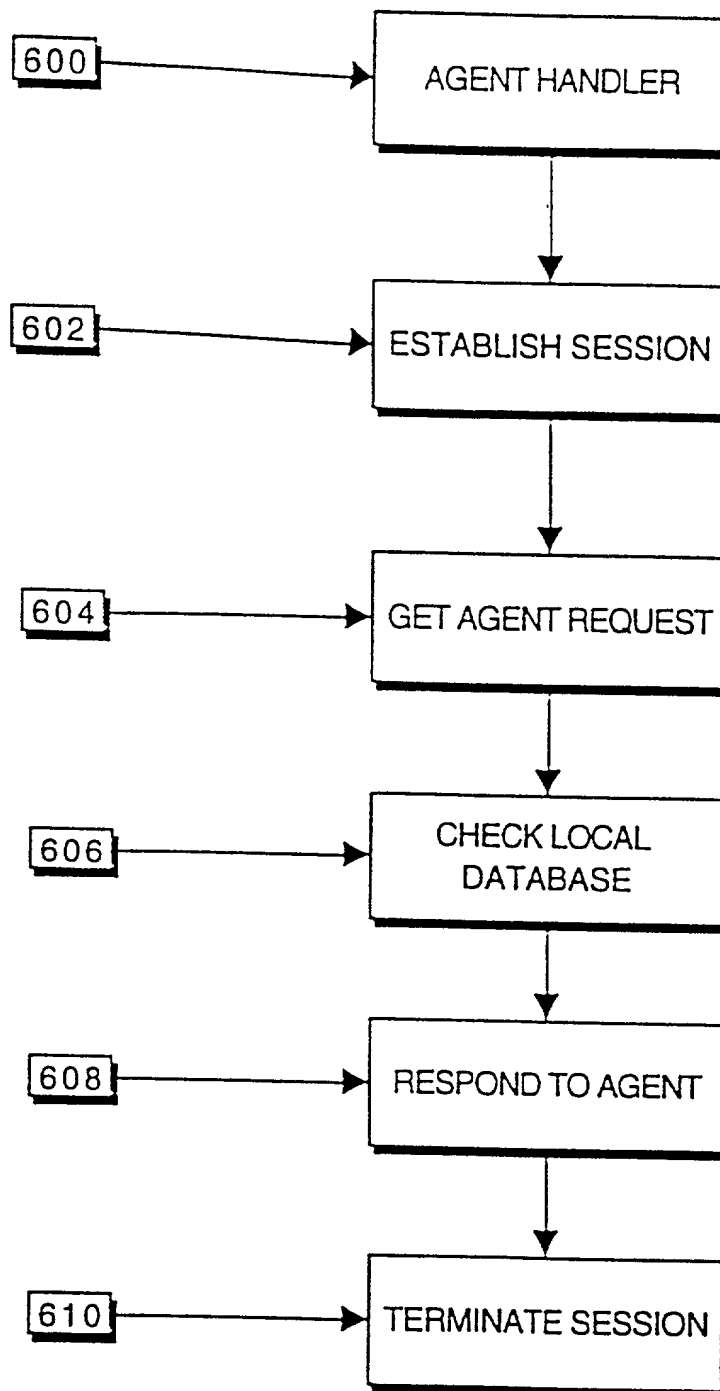 600
AGENT HANDLER
602
ESTABLISH SESSION
604
GET AGENT REQUEST
606
CHECK LOCAL
DATABASE
608
RESPOND TO AGENT
610
TERMINATE SESSION